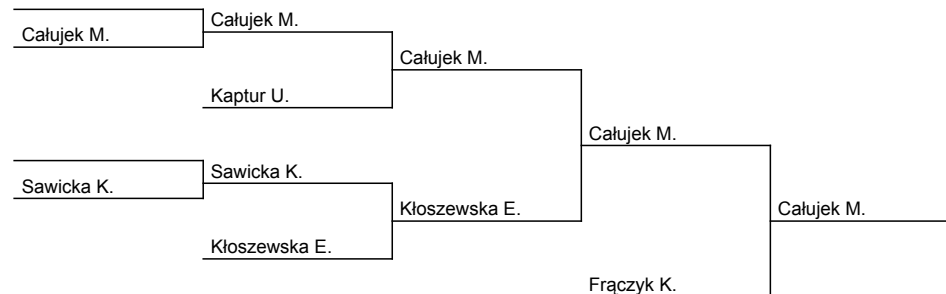 Całujek M.
Całujek M.
Całujek M.
Kaptur U.
Całujek M.
Sawicka K.
Sawicka K.
Kłoszewska E.
Całujek M.
Kłoszewska E.
Frączyk K.